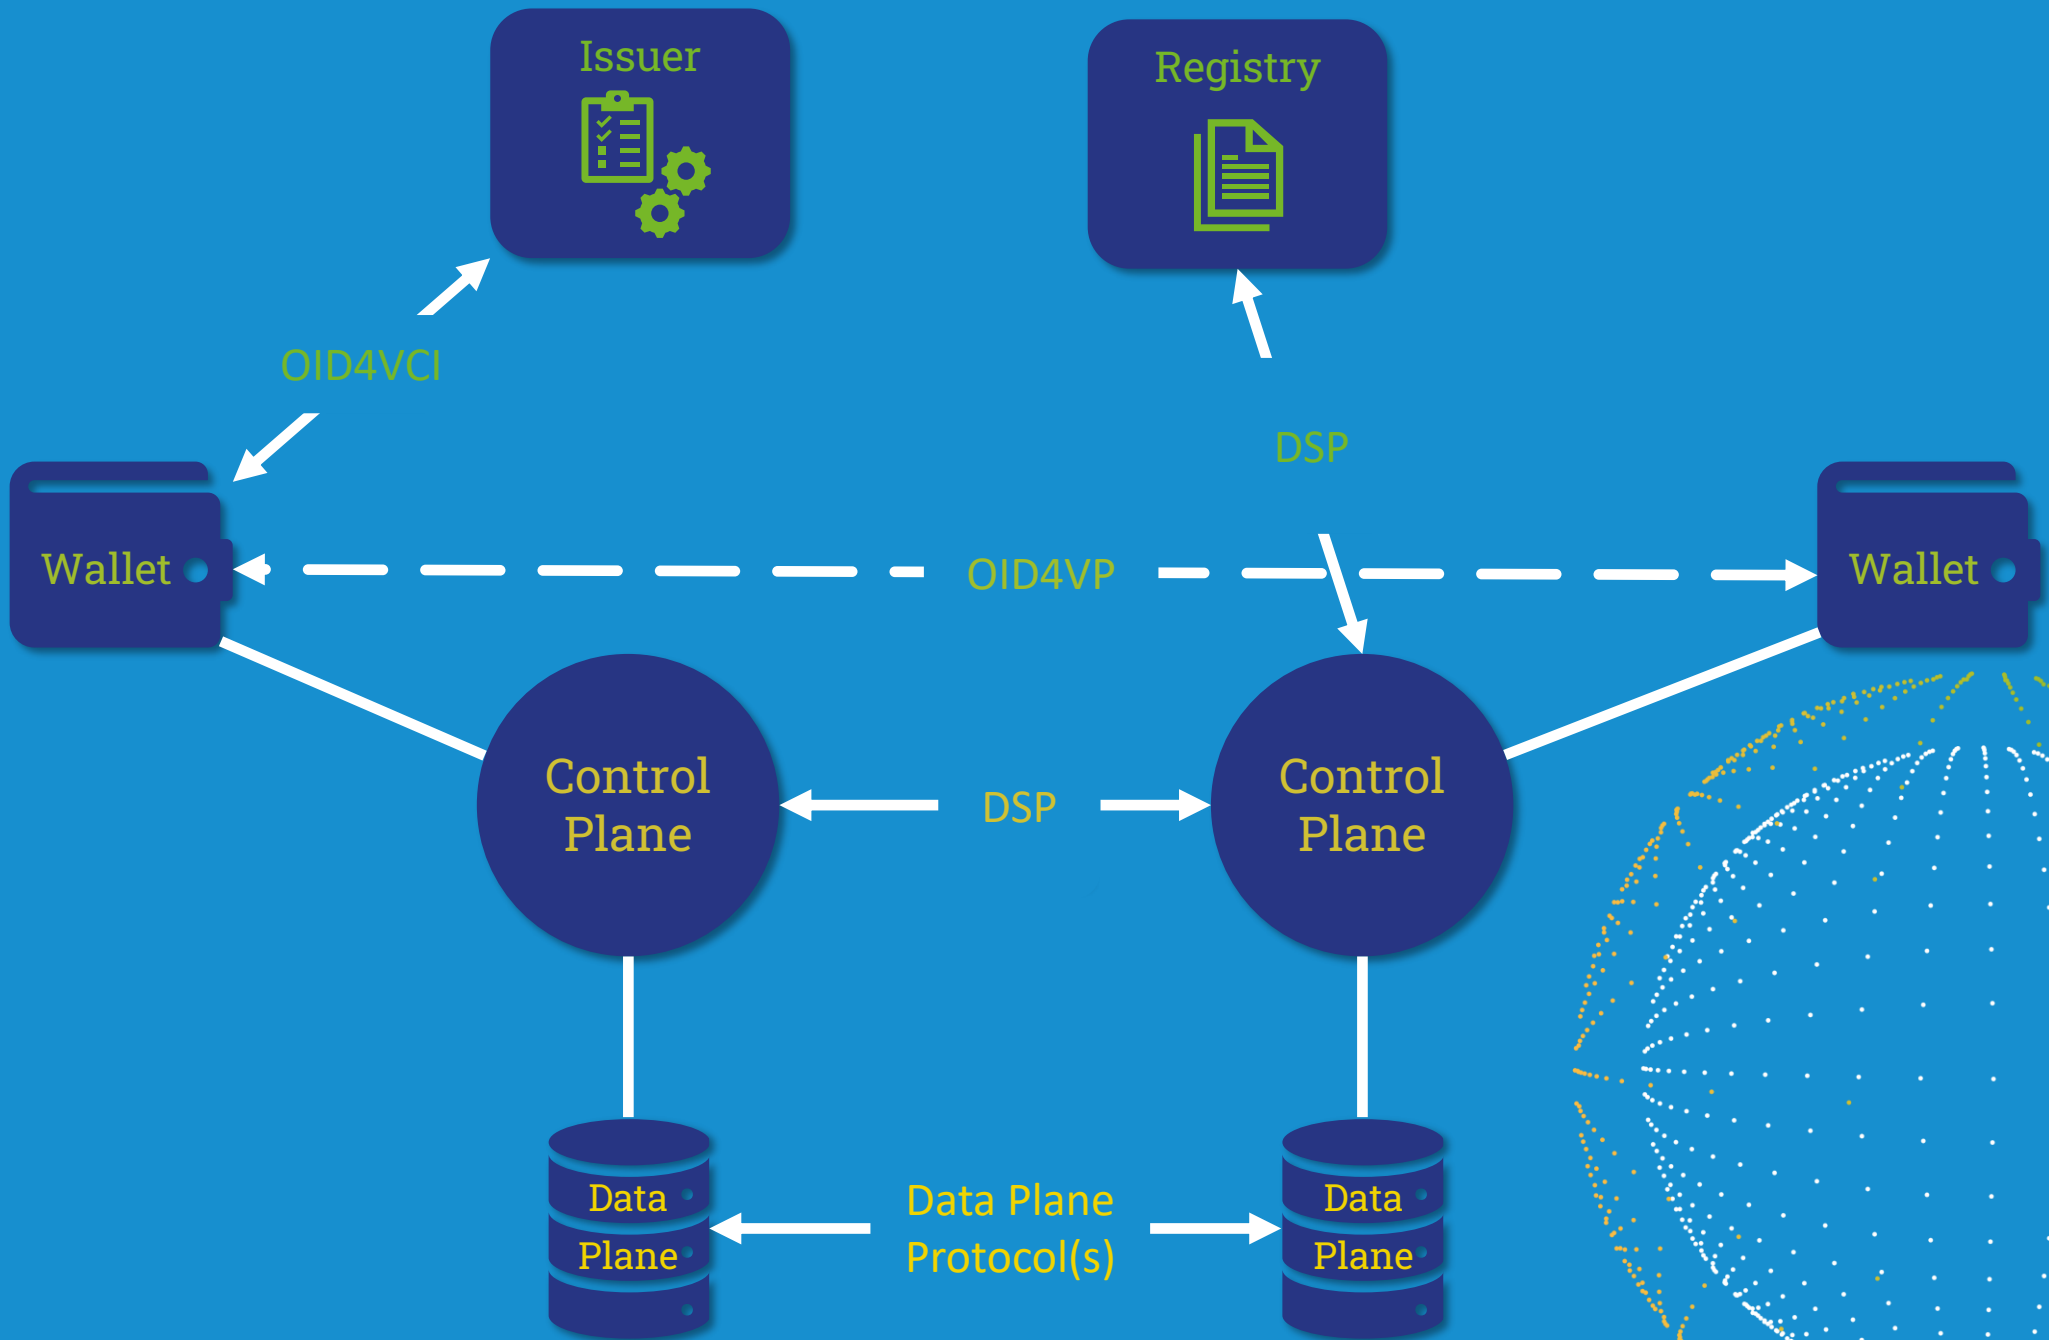 Issuer
Registry
OID4VCI
DSP
Wallet
OID4VP
Wallet
Control
Plane
DSP
Control
Plane
Data
Plane
Data Plane
Protocol(s)
Data
Plane